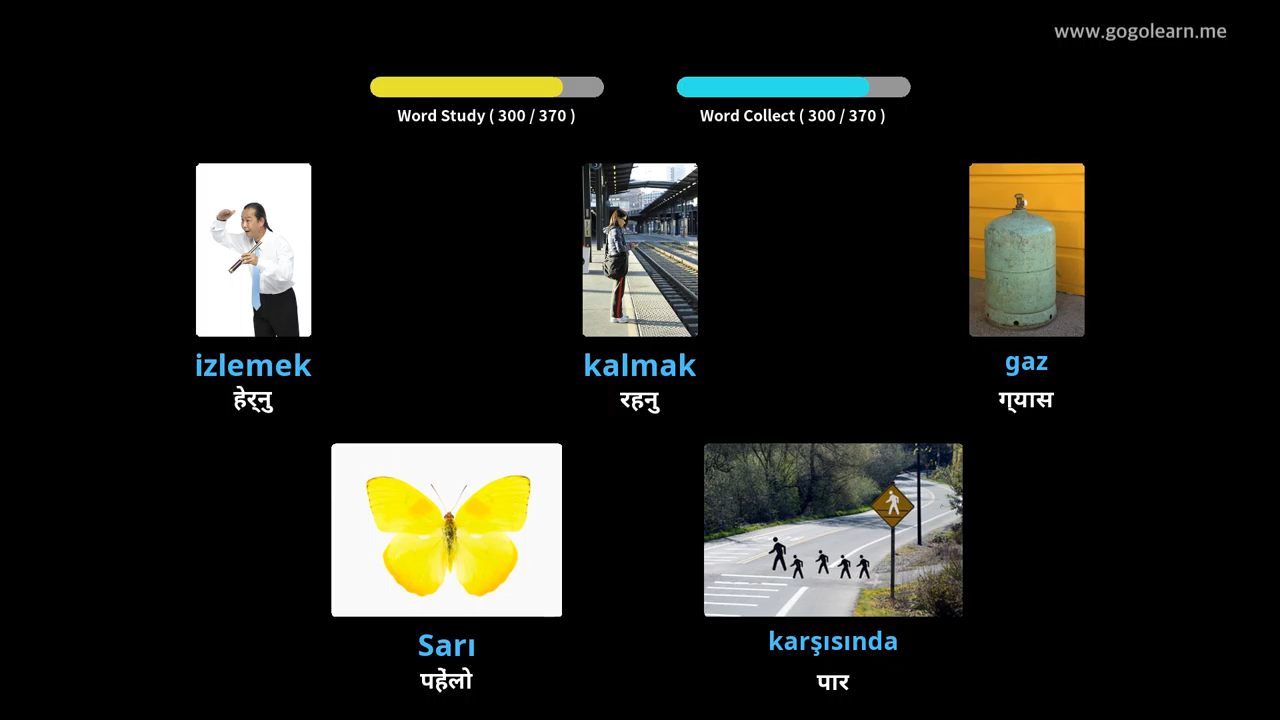 www.gogolearn.me
Word Study ( 300 / 370 )
Word Collect ( 300 / 370 )
izlemek
हेर्‍नु
kalmak
रहनु
gaz
ग्यास
Sarı
पहेंलो
karşısında
पार